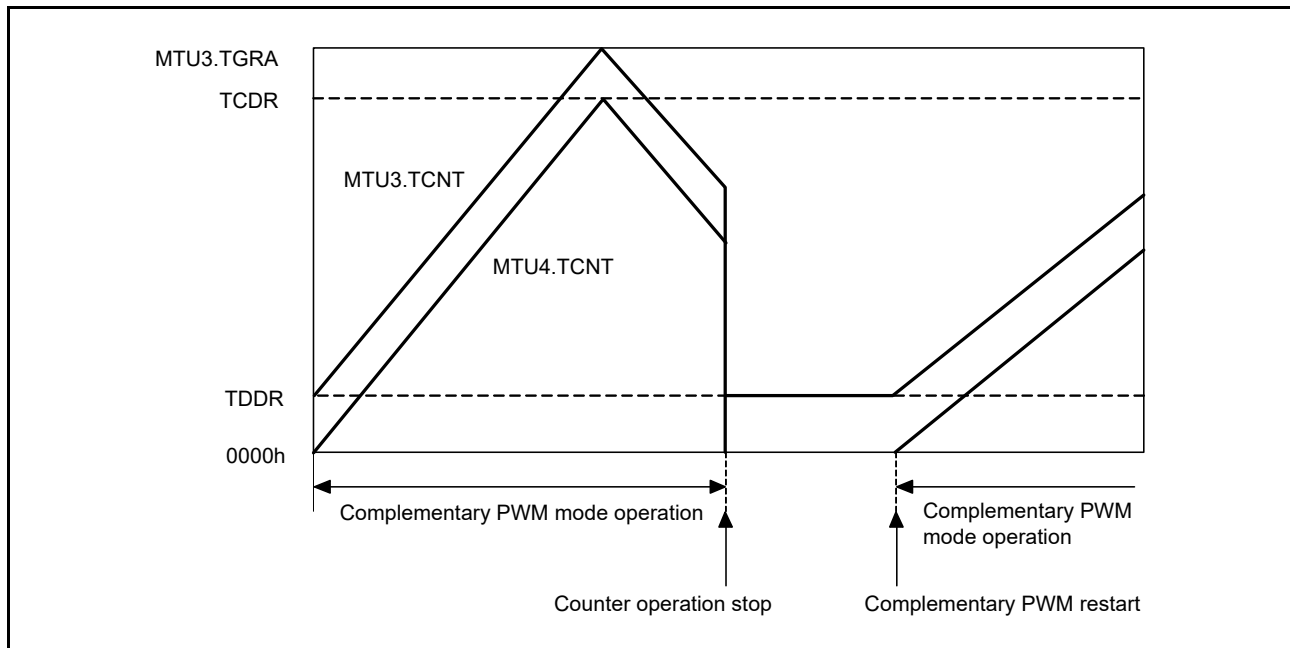 MTU3.TGRA
TCDR
MTU3.TCNT
MTU4.TCNT
TDDR
0000h
Complementary PWM mode operation
Complementary PWM
mode operation
Counter operation stop
Complementary PWM restart